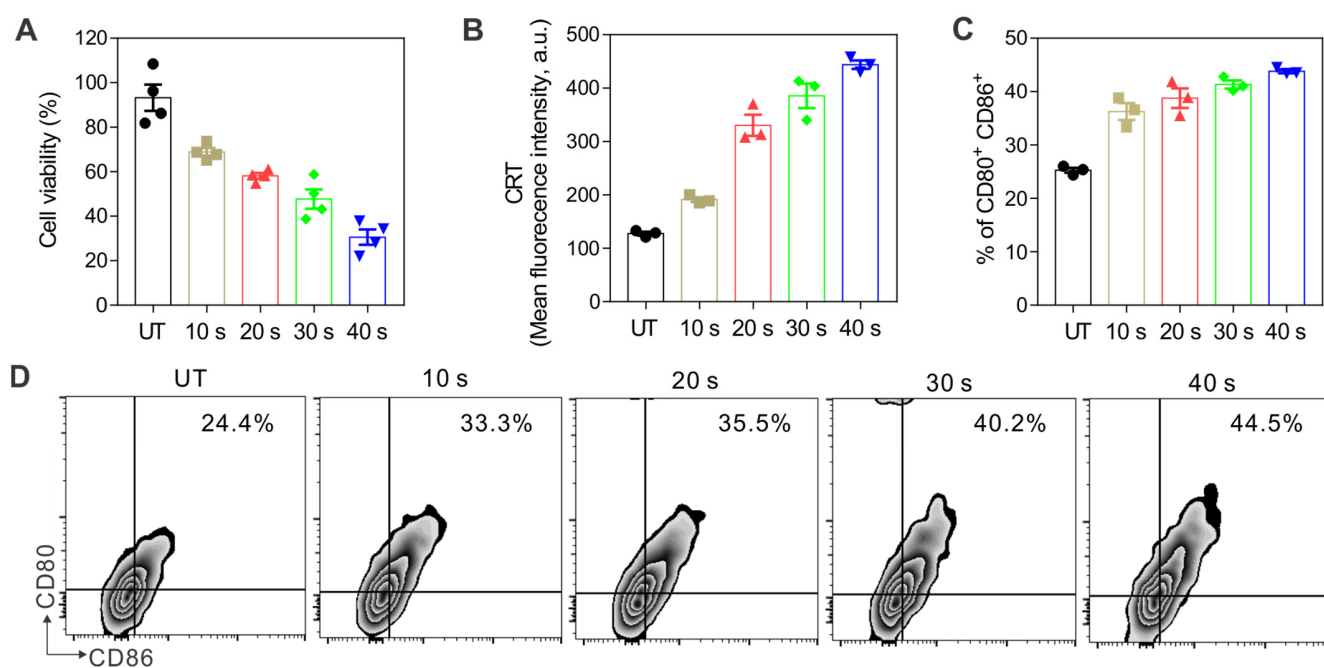 A
Cell viability (%)
120
100
80
60
40
20
0
UT 10 s 20 s 30 s 40 s
B
CRT
(Mean fluorecence intensity, a.u.)
500
400
300
200
100
0
UT 10 s 20 s 30 s 40 s
C
% of CD80+ CD86+
50
40
30
20
10
0
UT 10 s 20 s 30 s 40 s
D
UT 10 s 20 s 30 s 40 s
24.4% 33.3% 35.5% 40.2% 44.5%
CD80
CD86